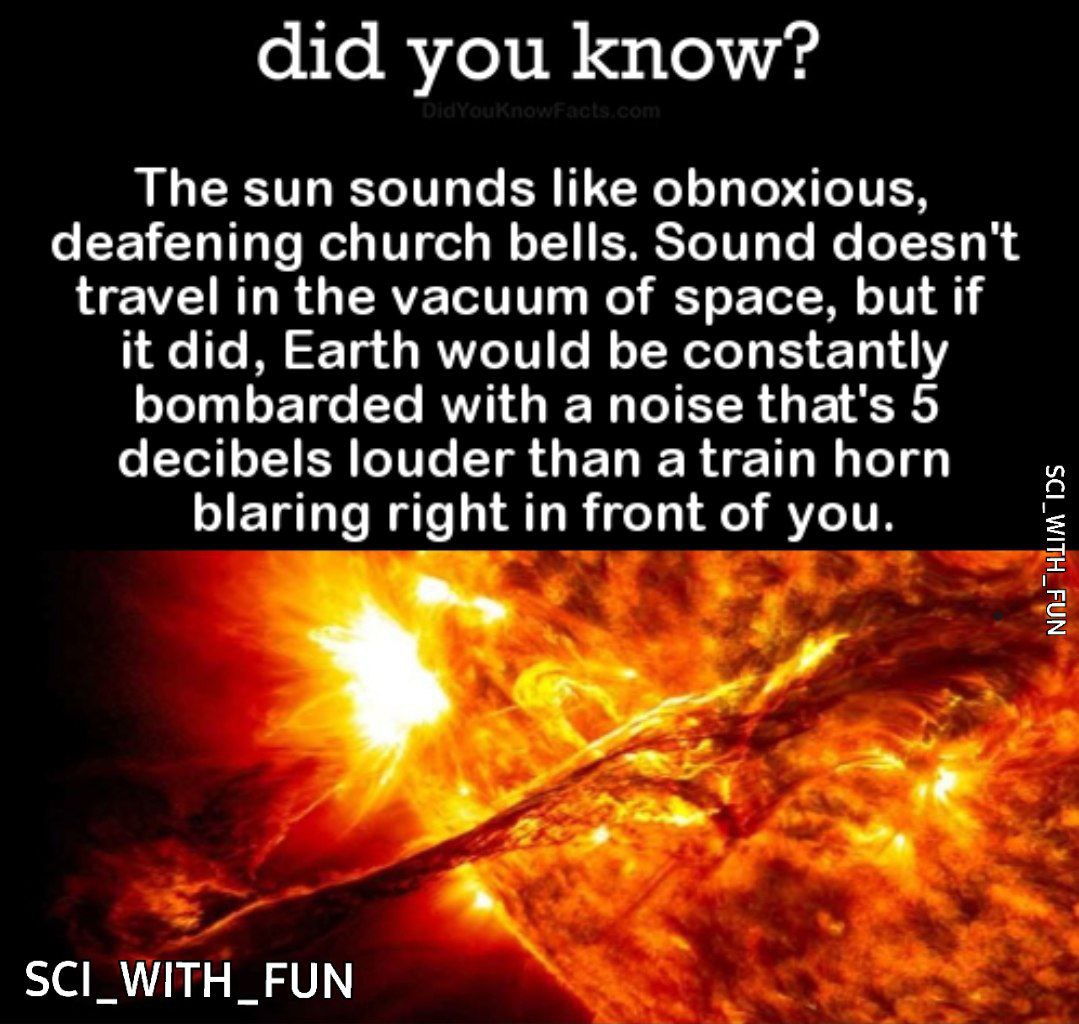 did you know?
DidYouKnowFacts.com
The sun sounds like obnoxious,
deafening church bells. Sound doesn't
travel in the vacuum of space, but if
it did, Earth would be constantly
bombarded with a noise that's 5
decibels louder than a train horn
blaring right in front of you.
SCI_WITH_FUN
SCI_WITH_FUN